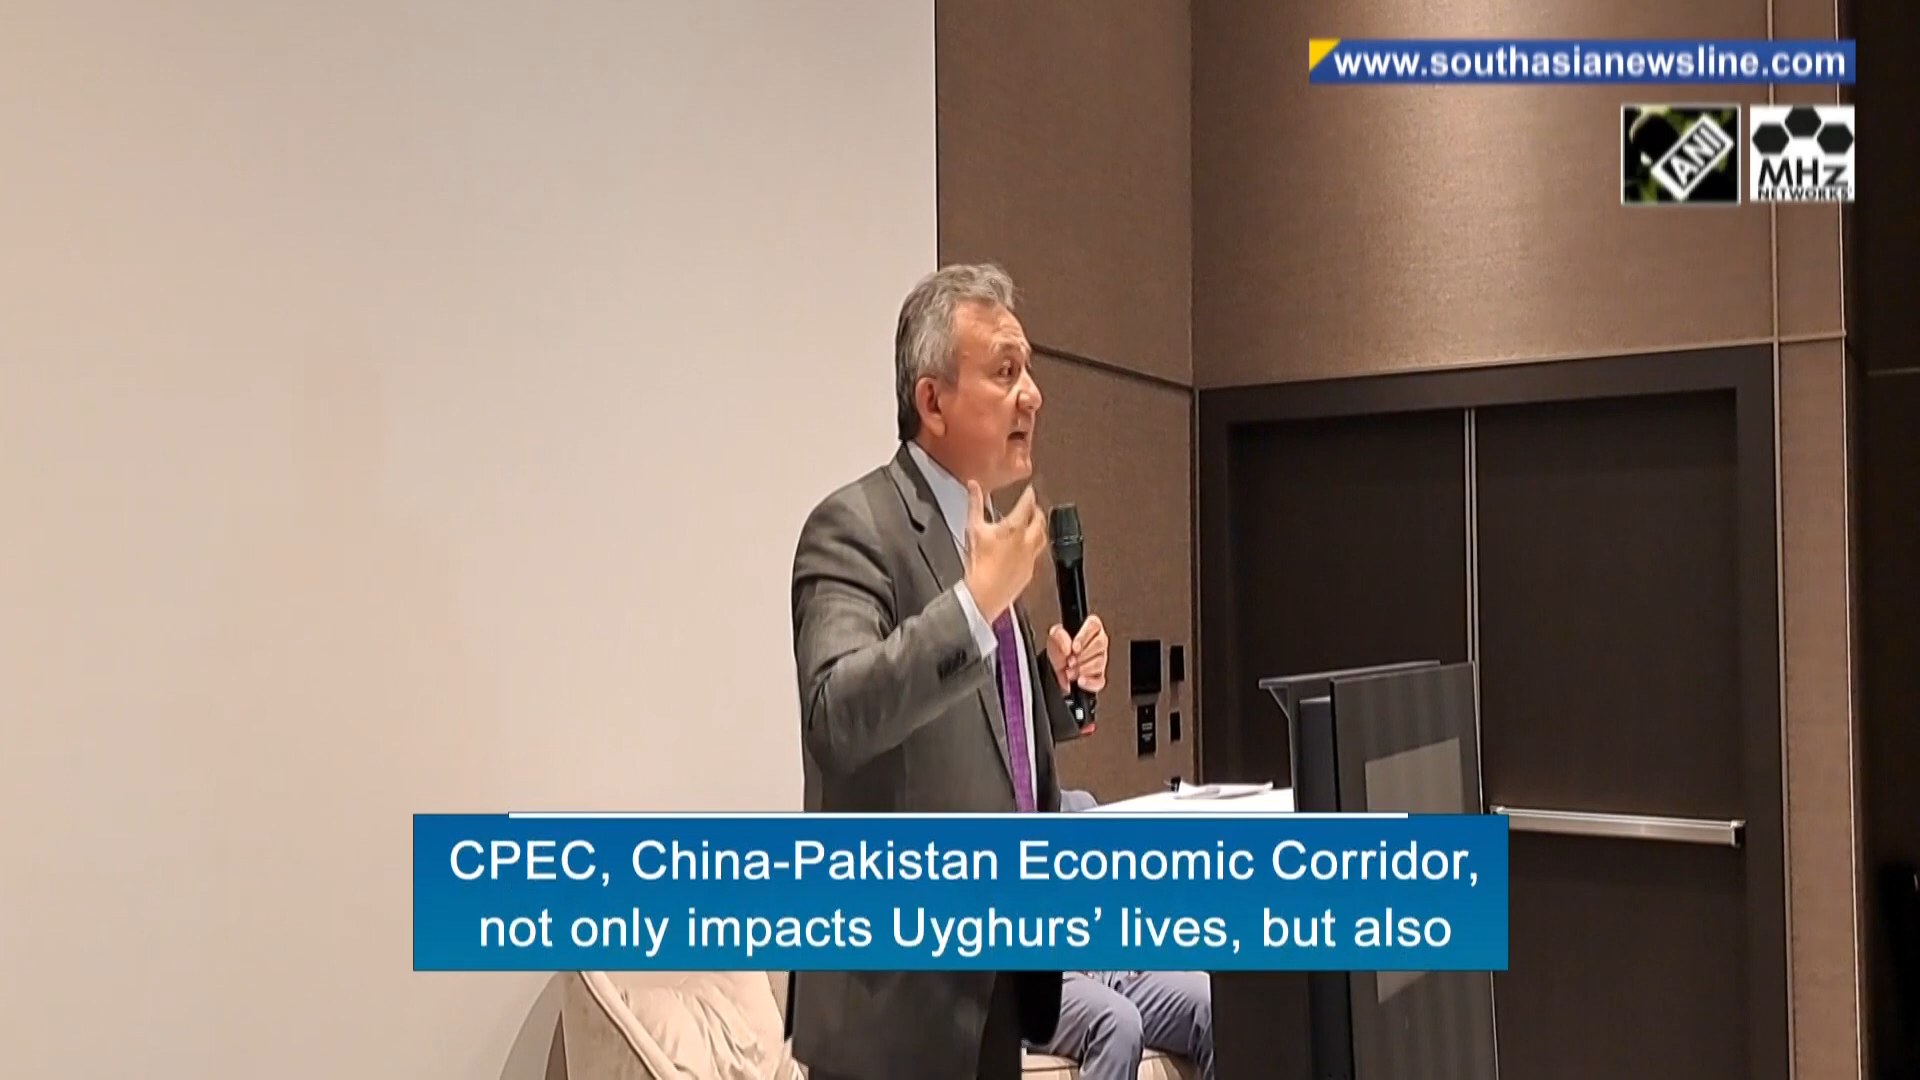 www.southasianewsline.com
ANI
MHz
NETWORKS
CPEC, China-Pakistan Economic Corridor,
not only impacts Uyghurs’ lives, but also